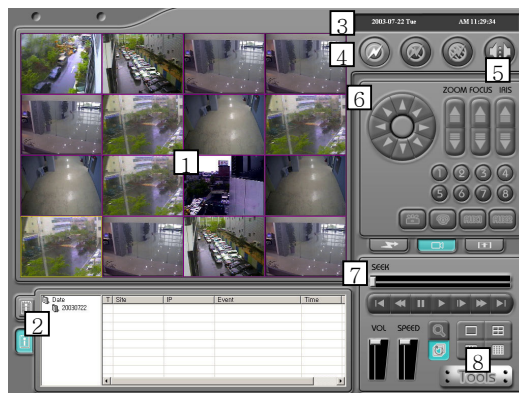 3
2003-07-22 Tue AM 11:29:34
4
5
6
ZOOM FOCUS IRIS
1
1 2 3 4
5 6 7 8
7
SEEK
2
Date
20030722
T Site IP Event Time
VOL SPEED
8
Tools